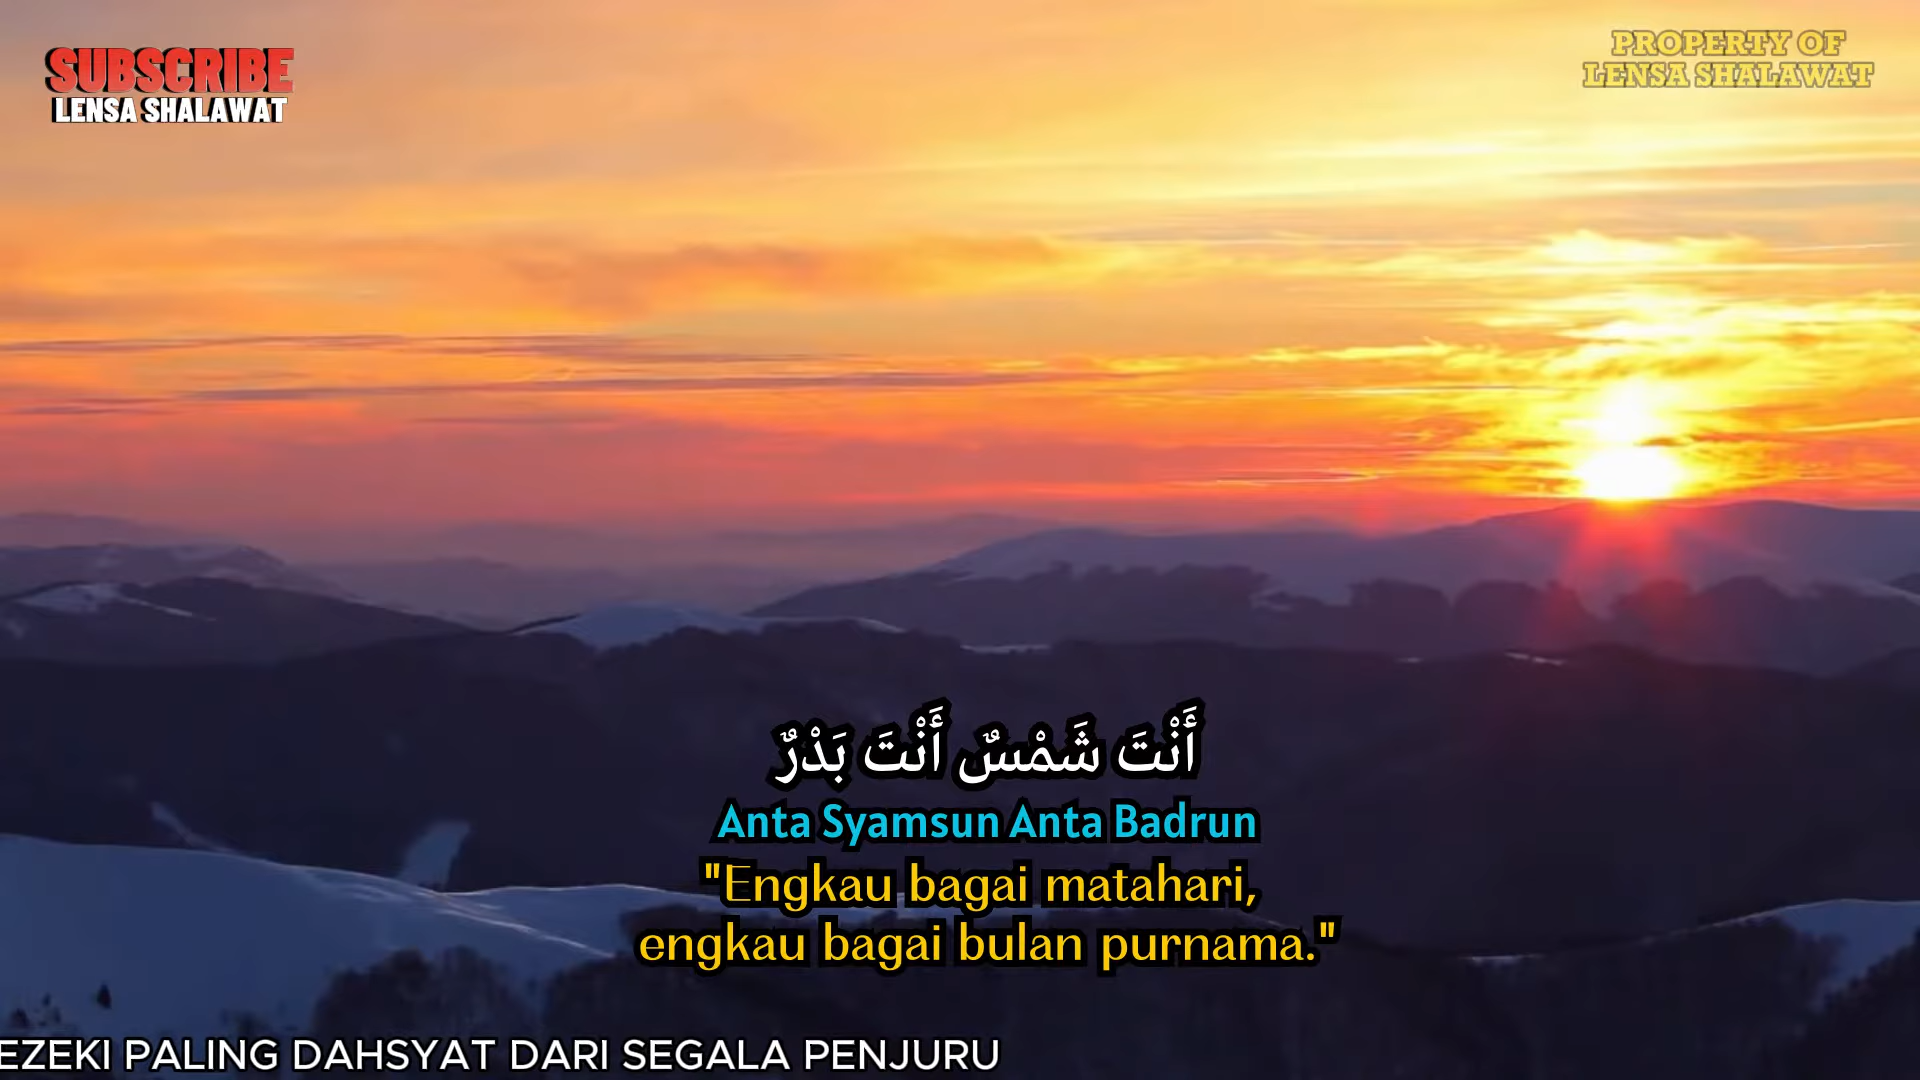 SUBSCRIBE
LENSA SHALAWAT
PROPERTY OF
LENSA SHALAWAT
أَنْتَ شَمْسٌ أَنْتَ بَدْرٌ
Anta Syamsun Anta Badrun
"Engkau bagai matahari,
engkau bagai bulan purnama."
EZEKI PALING DAHSYAT DARI SEGALA PENJURU